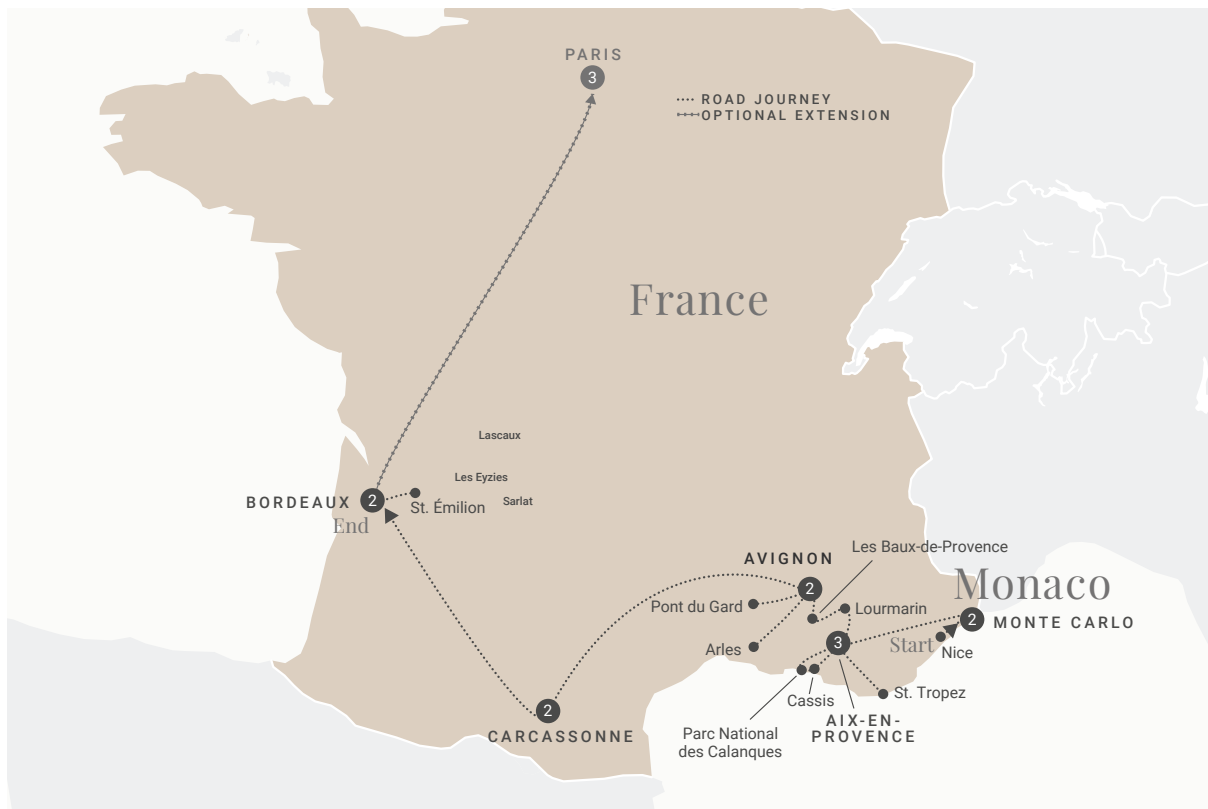 PARIS
3
ROAD JOURNEY
OPTIONAL EXTENSION
France
Lascaux
Les Eyzies
Sarlat
BORDEAUX
2
St. Émilion
End
Les Baux-de-Provence
AVIGNON
2
Monaco
Pont du Gard
Lourmarin
2
MONTE CARLO
Arles
3
Start
Nice
St. Tropez
Cassis
2
CARCASSONNE
AIX-EN-
PROVENCE
Parc National
des Calanques